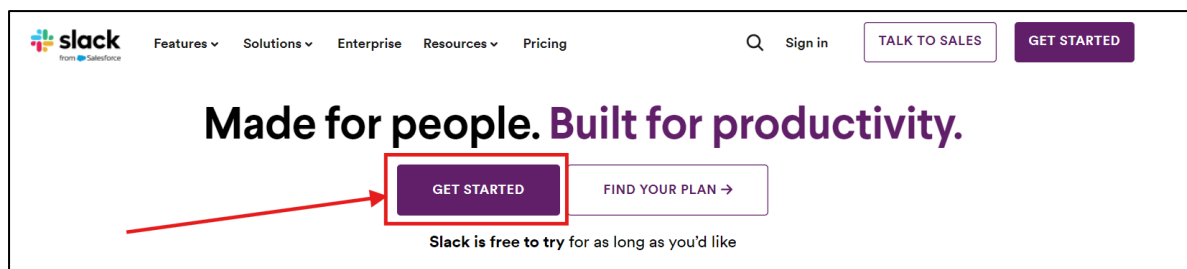 slack
from Salesforce
Features
Solutions
Enterprise
Resources
Pricing
Sign in
TALK TO SALES
GET STARTED
Made for people. Built for productivity.
GET STARTED
FIND YOUR PLAN →
Slack is free to try for as long as you'd like